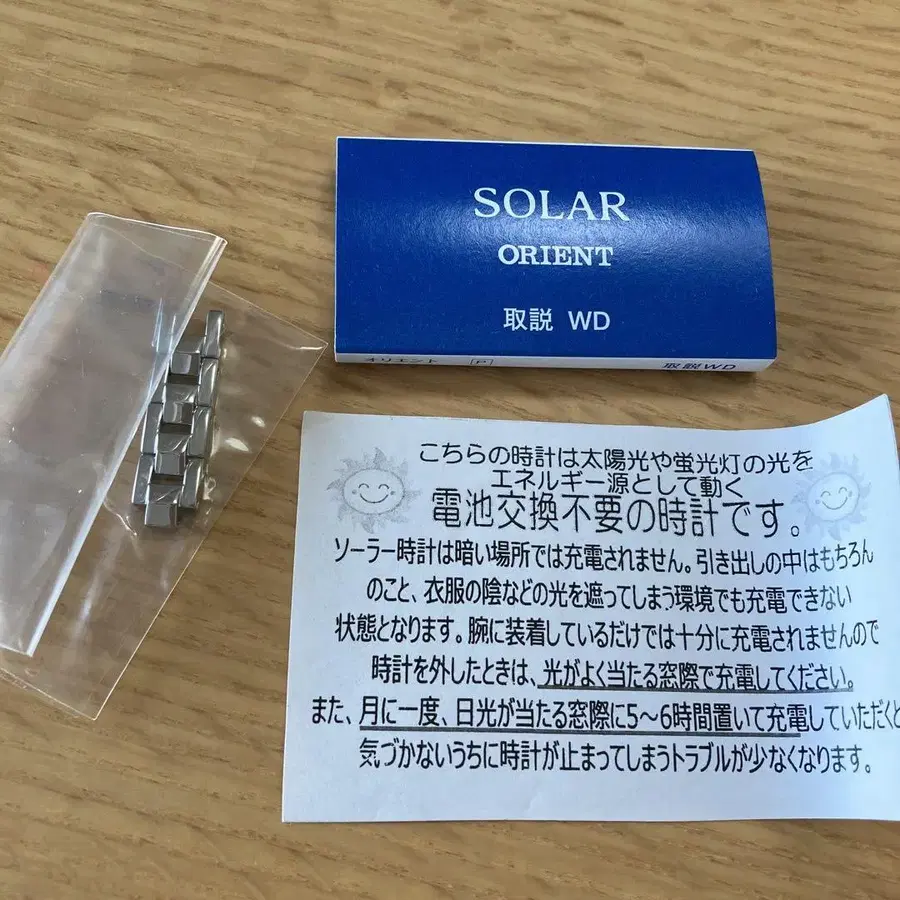 SOLAR
ORIENT
取説 WD
オリエント P 取説WD
こちらの時計は太陽光や蛍光灯の光を
エネルギー源として動く
電池交換不要の時計です。
ソーラー時計は暗い場所では充電されません。引き出しの中はもちろん
のこと、衣服の陰などの光を遮ってしまう環境でも充電できない
状態となります。腕に装着しているだけでは十分に充電されませんので
時計を外したときは、光がよく当たる窓際で充電してください。
また、月に一度、日光が当たる窓際に5～6時間置いて充電していただくと
気づかないうちに時計が止まってしまうトラブルが少なくなります。